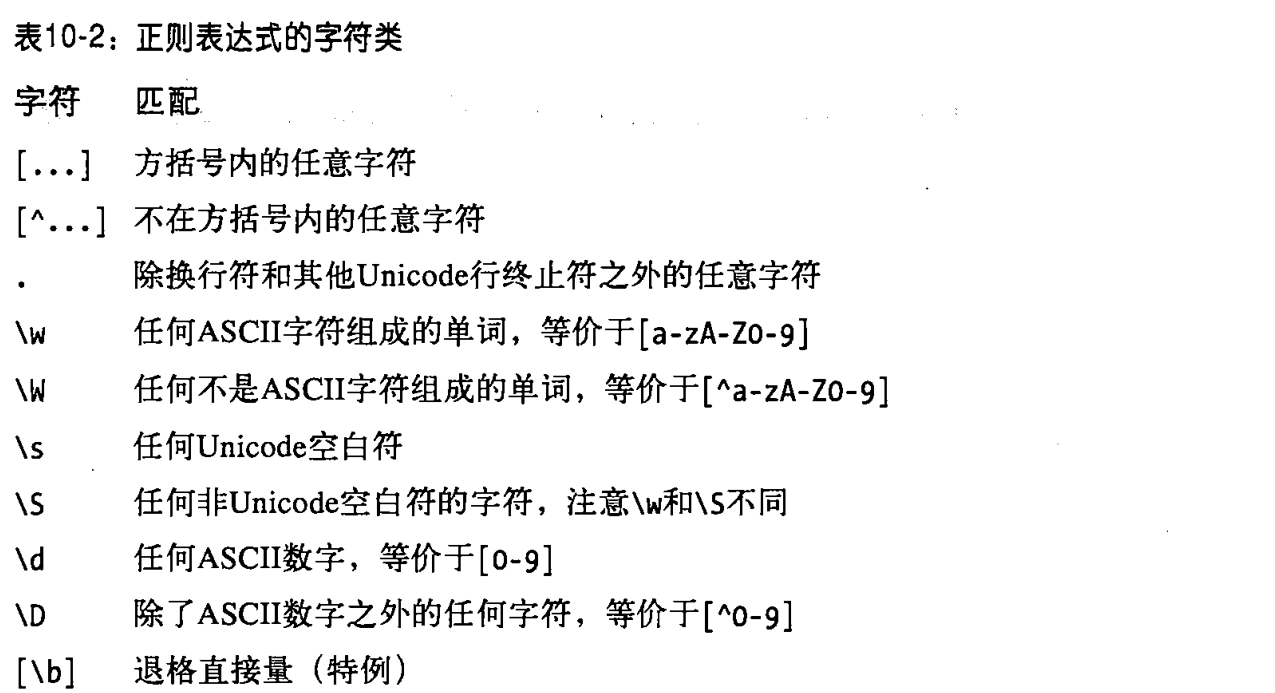 表10-2：正则表达式的字符类
字符 匹配
[...] 方括号内的任意字符
[^...] 不在方括号内的任意字符
. 除换行符和其他Unicode行终止符之外的任意字符
\w 任何ASCII字符组成的单词，等价于[a-zA-Z0-9]
\W 任何不是ASCII字符组成的单词，等价于[^a-zA-Z0-9]
\s 任何Unicode空白符
\S 任何非Unicode空白符的字符，注意\w和\S不同
\d 任何ASCII数字，等价于[0-9]
\D 除了ASCII数字之外的任何字符，等价于[^0-9]
[\b] 退格直接量（特例）